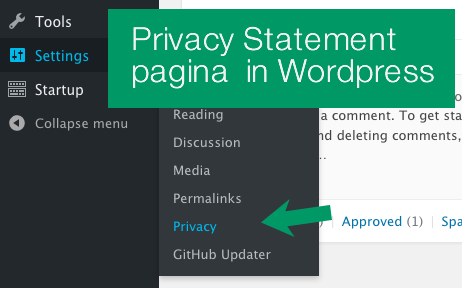 Tools
Settings
Startup
Collapse menu
Privacy Statement
pagina in Wordpress
Reading
Discussion
Media
Permalinks
Privacy
GitHub Updater
a comment. To get sta
nd deleting comments,
..
Approved (1) | Spa